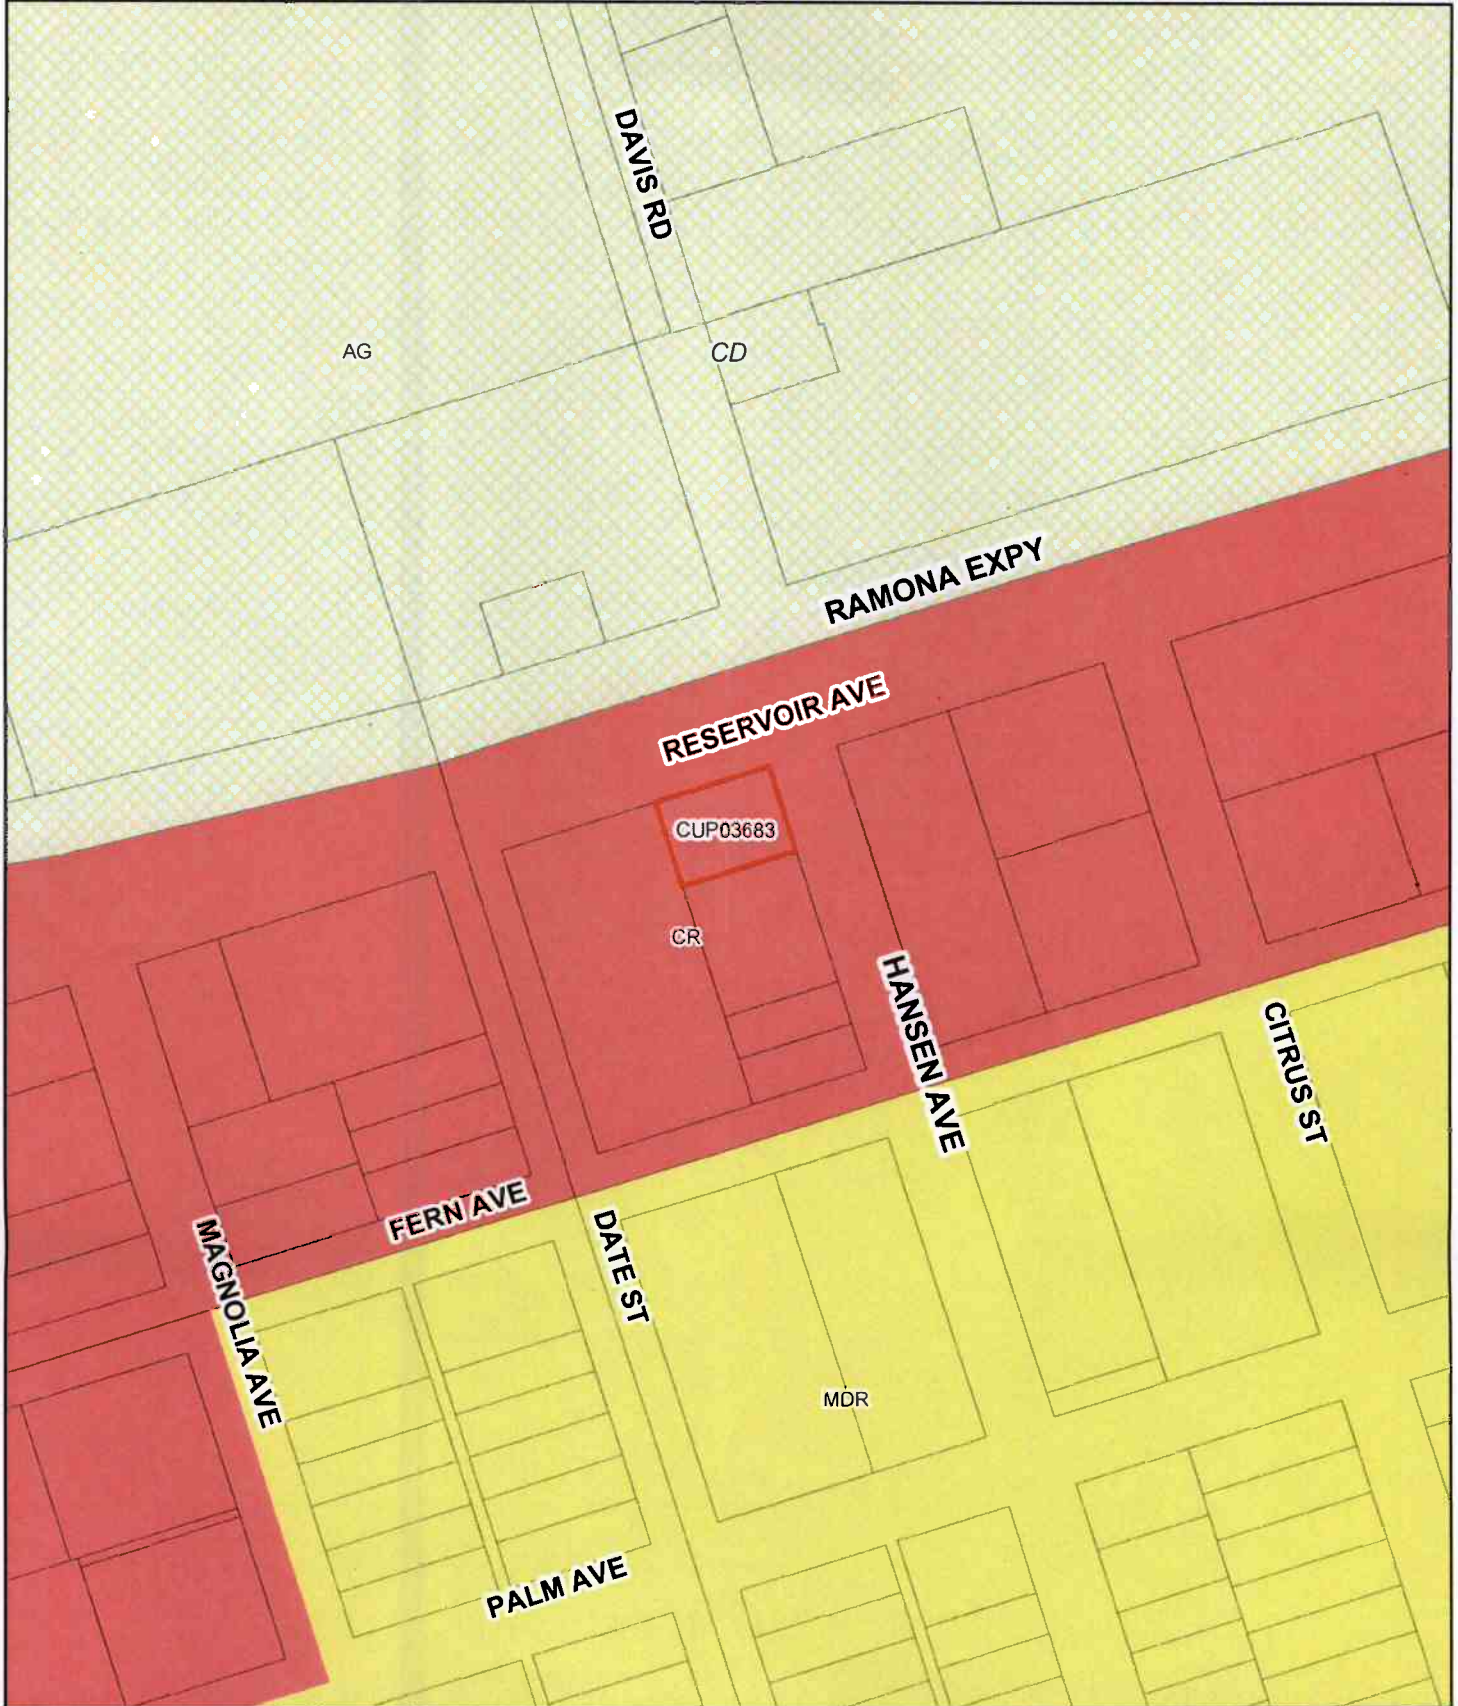 DAVIS RD
AG
CD
RAMONA EXPY
RESERVOIR AVE
CUP03683
CR
HANSEN AVE
CITRUS ST
FERN AVE
MAGNOLIA AVE
DATE ST
MDR
PALM AVE